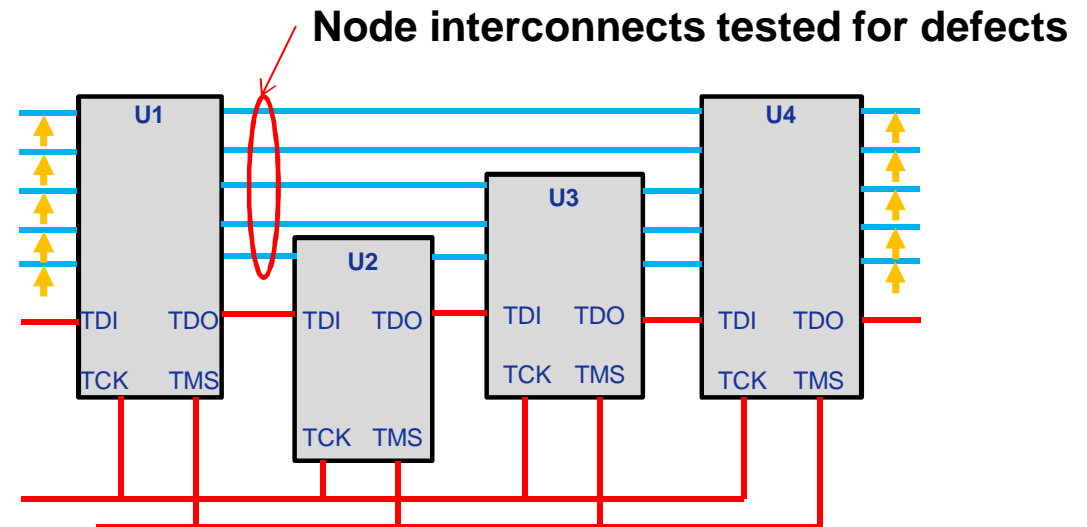 Node interconnects tested for defects
U1
U4
U3
U2
TDI TDO
TDI TDO
TDI TDO
TDI TDO
TCK TMS
TCK TMS
TCK TMS
TCK TMS